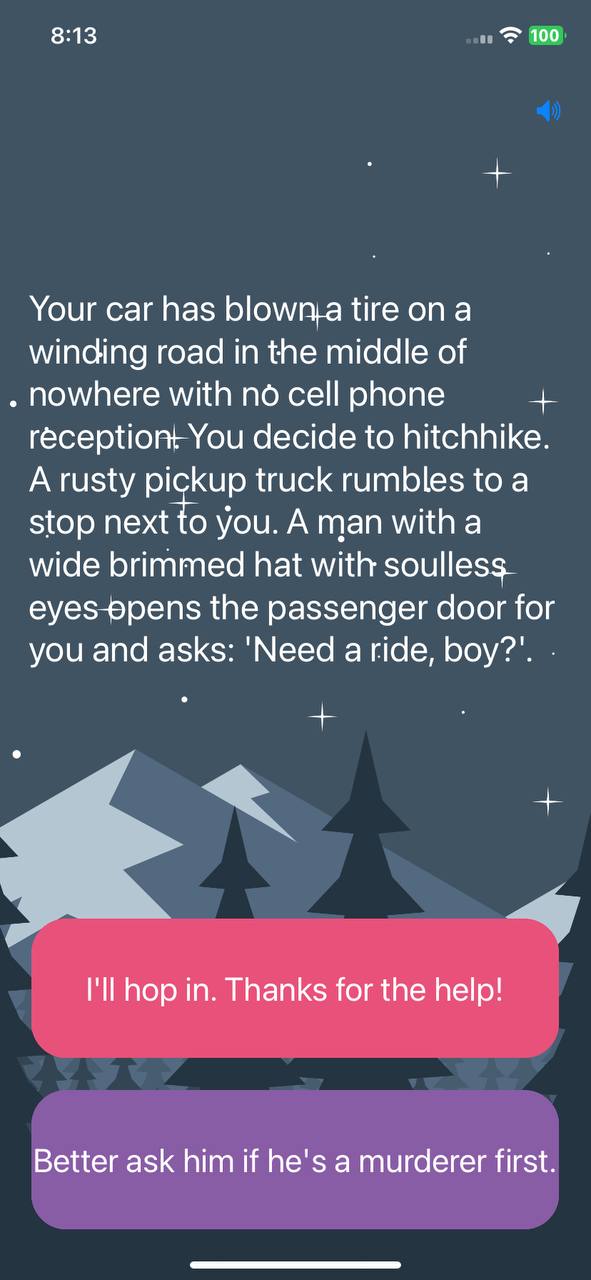 8:13
100
Your car has blown a tire on a
winding road in the middle of
nowhere with no cell phone
reception. You decide to hitchhike.
A rusty pickup truck rumbles to a
stop next to you. A man with a
wide brimmed hat with soulless
eyes opens the passenger door for
you and asks: 'Need a ride, boy?'.
I'll hop in. Thanks for the help!
Better ask him if he's a murderer first.